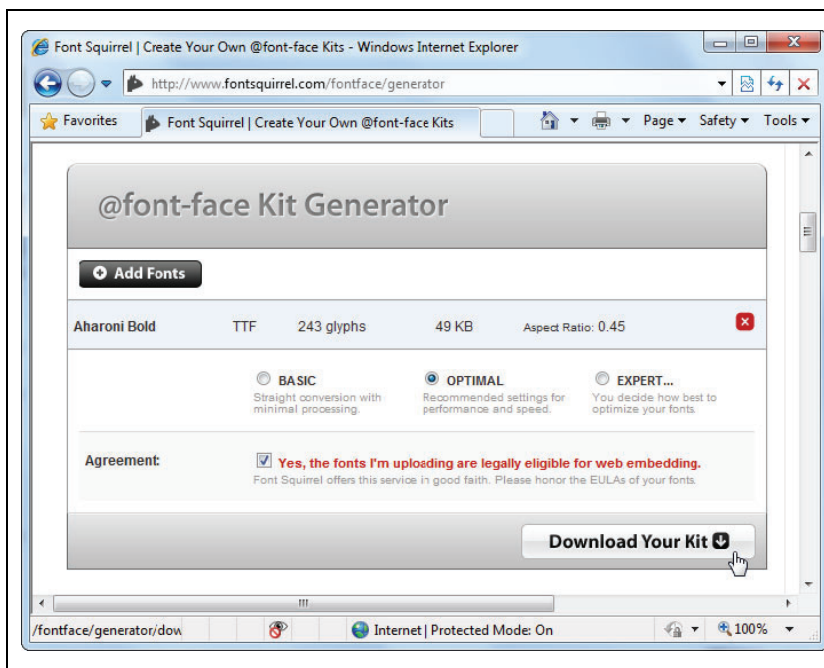 Font Squirrel | Create Your Own @font-face Kits - Windows Internet Explorer
http://www.fontsquirrel.com/fontface/generator
Favorites Font Squirrel | Create Your Own @font-face Kits Page Safety Tools
@font-face Kit Generator
Add Fonts
Aharoni Bold TTF 243 glyphs 49 KB Aspect Ratio: 0.45
BASIC OPTIMAL EXPERT...
Straight conversion with Recommended settings for You decide how best to
minimal processing. performance and speed. optimize your fonts.
Agreement: Yes, the fonts I'm uploading are legally eligible for web embedding.
Font Squirrel offers this service in good faith. Please honor the EULAs of your fonts.
Download Your Kit
/fontface/generator/dow Internet | Protected Mode: On 100%